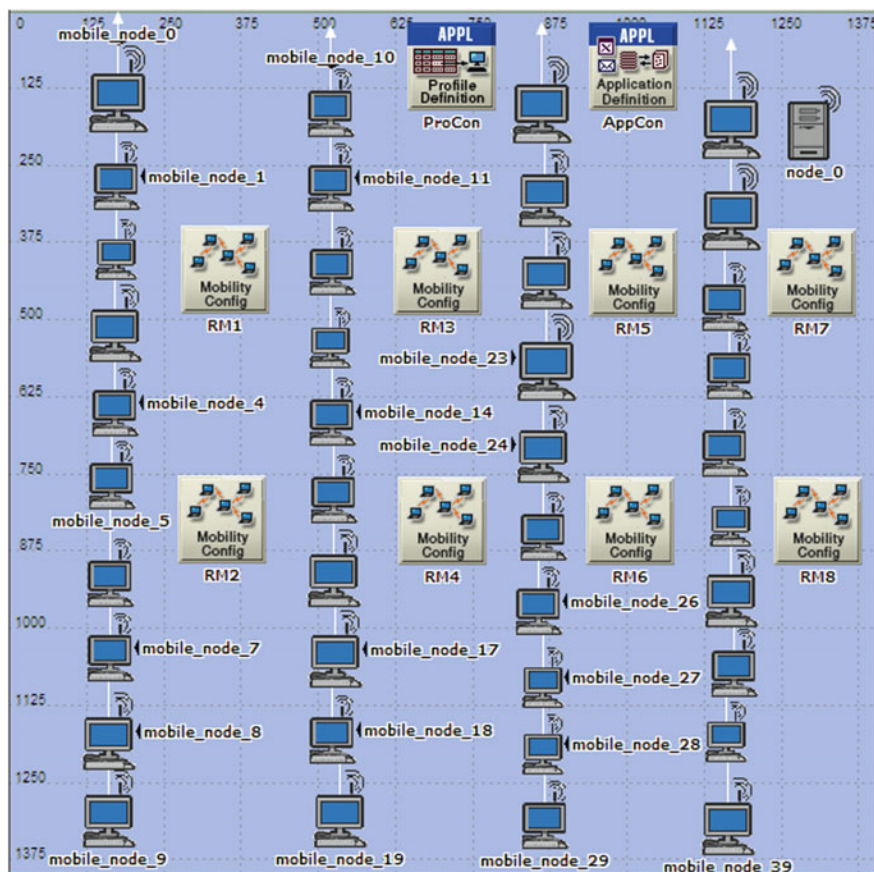 0 125 250 375 500 625 750 875 1000 1125 1250 1375
mobile_node_0
mobile_node_10
APPL
Profile
Definition
ProCon
APPL
Application
Definition
AppCon
node_0
125
250
mobile_node_1
mobile_node_11
375
Mobility
Config
RM1
Mobility
Config
RM3
Mobility
Config
RM5
Mobility
Config
RM7
500
mobile_node_23
625
mobile_node_4
mobile_node_14
mobile_node_24
750
mobile_node_5
Mobility
Config
RM2
Mobility
Config
RM4
Mobility
Config
RM6
Mobility
Config
RM8
875
mobile_node_26
1000
mobile_node_7
mobile_node_17
mobile_node_27
1125
mobile_node_8
mobile_node_18
mobile_node_28
1250
1375
mobile_node_9
mobile_node_19
mobile_node_29
mobile_node_39